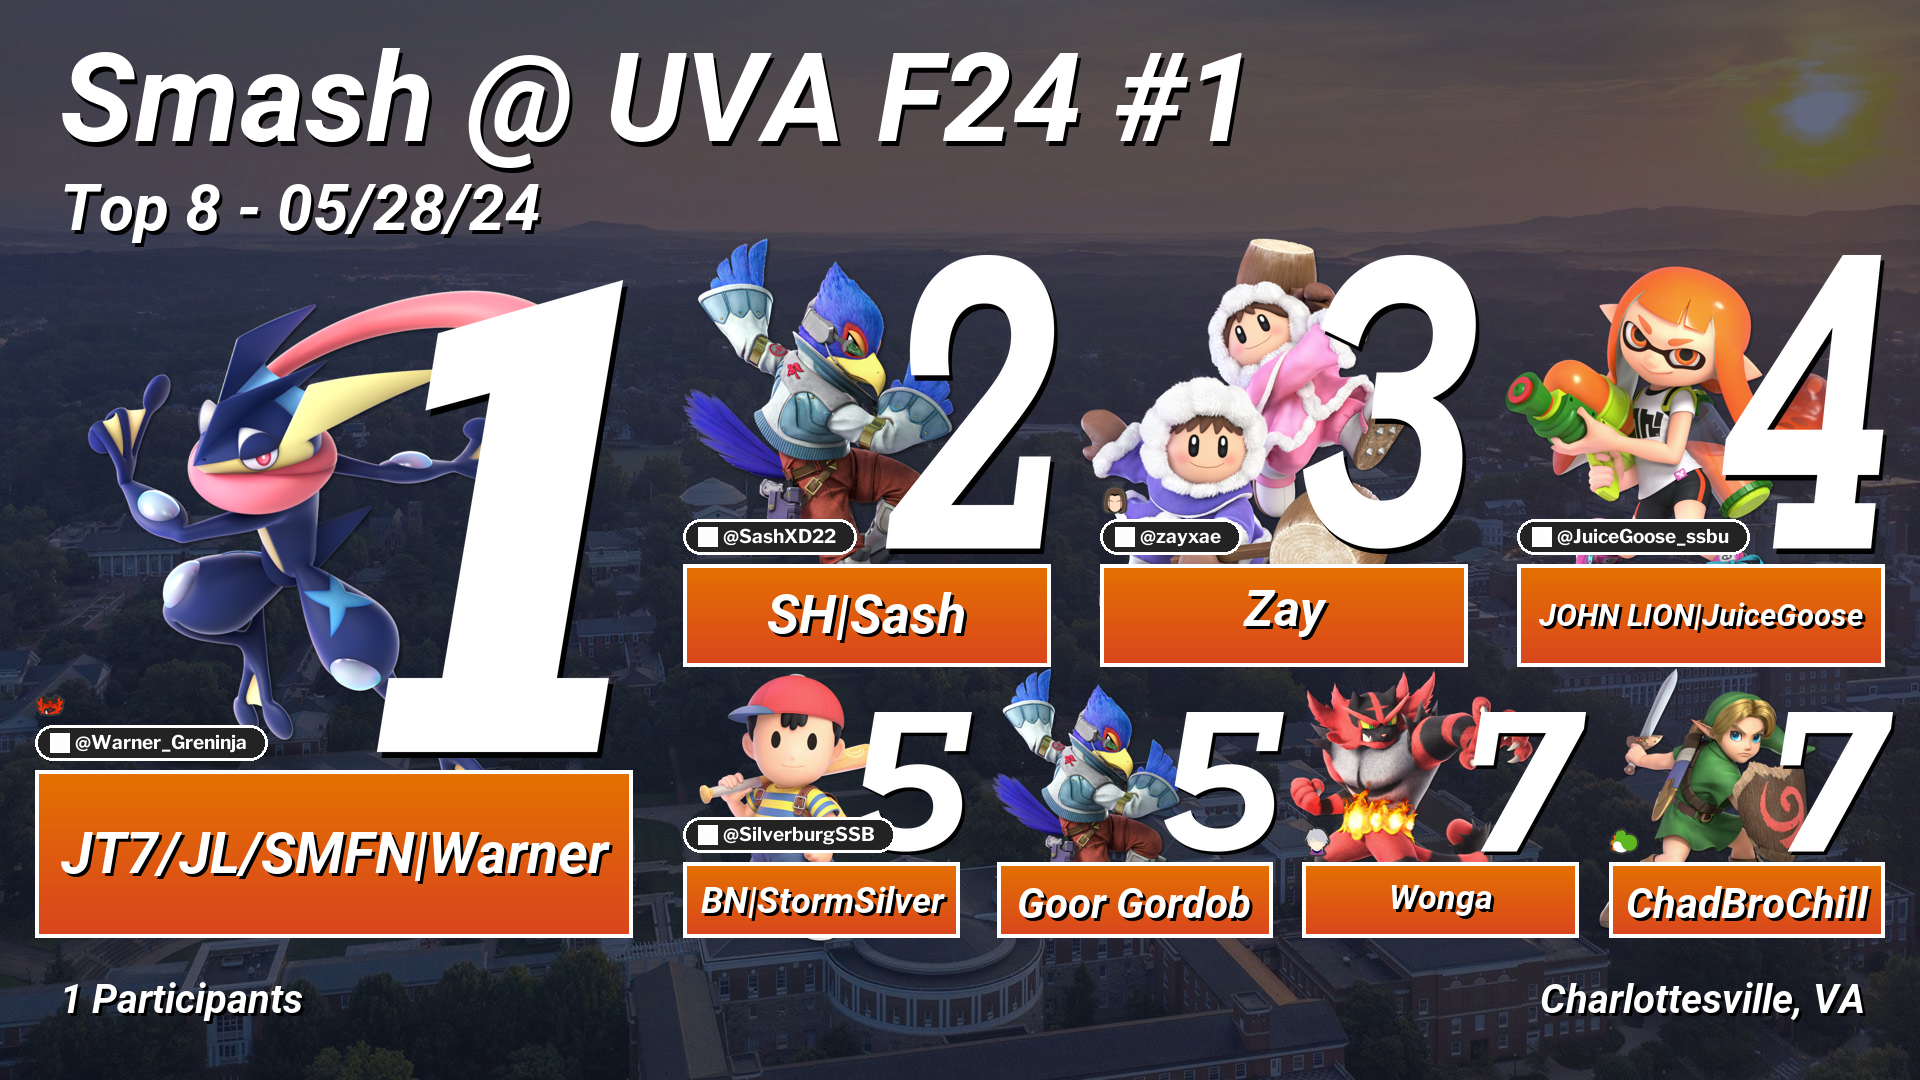 Smash @ UVA F24 #1
Top 8 - 05/28/24
1
@Warner_Greninja
JT7/JL/SMFN|Warner
2
@SashXD22
SH|Sash
3
@zayxae
Zay
4
@JuiceGoose_ssbu
JOHN LION|JuiceGoose
5
@SilverburgSSB
BN|StormSilver
5
Goor Gordob
7
Wonga
7
ChadBroChill
1 Participants
Charlottesville, VA